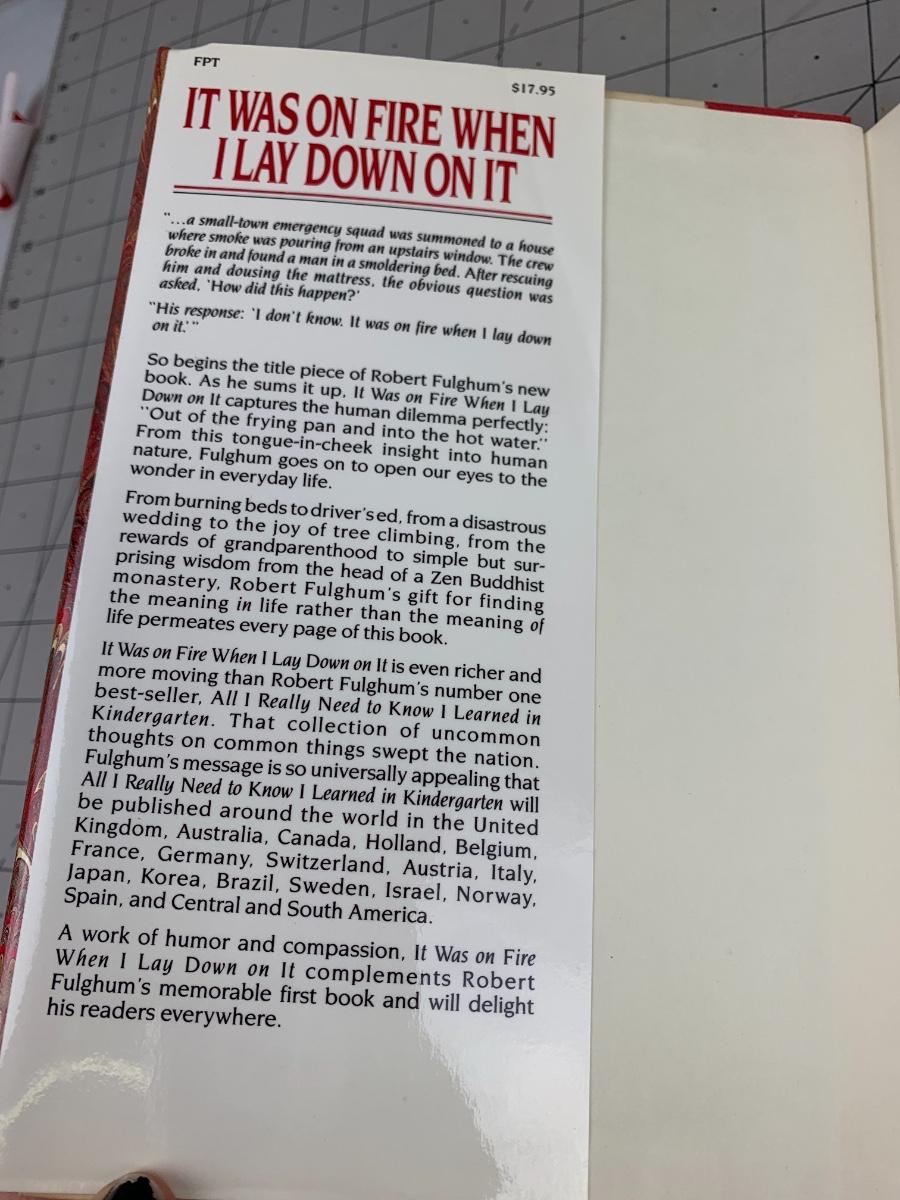 FPT
$17.95
IT WAS ON FIRE WHEN
I LAY DOWN ON IT
"...a small-town emergency squad was summoned to a house
where smoke was pouring from an upstairs window. The crew
broke in and found a man in a smoldering bed. After rescuing
him and dousing the mattress, the obvious question was
asked, 'How did this happen?'
"His response: 'I don't know. It was on fire when I lay down
on it.'"
So begins the title piece of Robert Fulghum's new
book. As he sums it up, It Was on Fire When I Lay
Down on It captures the human dilemma perfectly:
"Out of the frying pan and into the hot water."
From this tongue-in-cheek insight into human
nature, Fulghum goes on to open our eyes to the
wonder in everyday life.
From burning beds to driver's ed, from a disastrous
wedding to the joy of tree climbing, from the
rewards of grandparenthood to simple but sur-
prising wisdom from the head of a Zen Buddhist
monastery, Robert Fulghum's gift for finding
the meaning in life rather than the meaning of
life permeates every page of this book.
It Was on Fire When I Lay Down on It is even richer and
more moving than Robert Fulghum's number one
best-seller, All I Really Need to Know I Learned in
Kindergarten. That collection of uncommon
thoughts on common things swept the nation.
Fulghum's message is so universally appealing that
All I Really Need to Know I Learned in Kindergarten will
be published around the world in the United
Kingdom, Australia, Canada, Holland, Belgium,
France, Germany, Switzerland, Austria, Italy,
Japan, Korea, Brazil, Sweden, Israel, Norway,
Spain, and Central and South America.
A work of humor and compassion, It Was on Fire
When I Lay Down on It complements Robert
Fulghum's memorable first book and will delight
his readers everywhere.